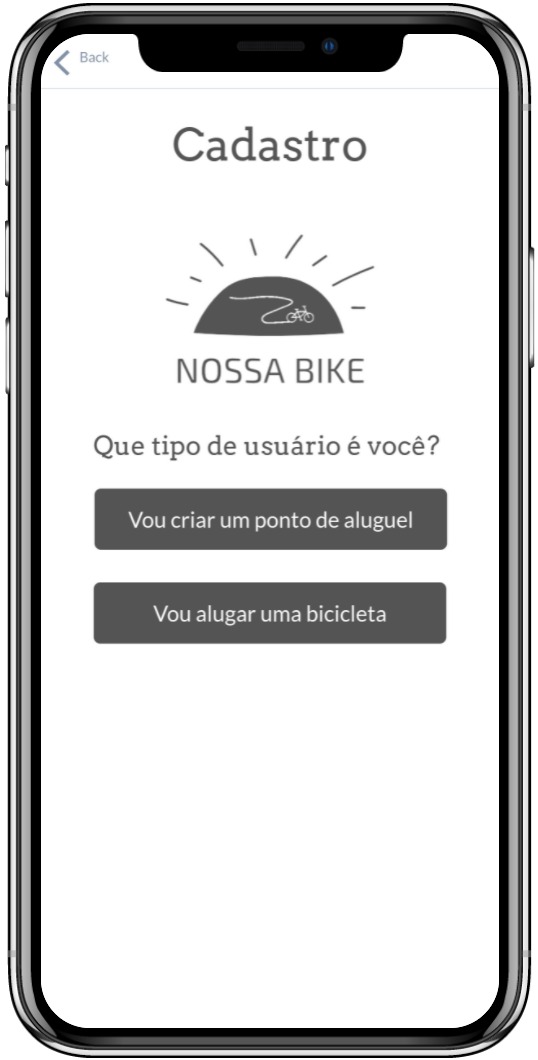 Back
Cadastro
NOSSA BIKE
Que tipo de usuário é você?
Vou criar um ponto de aluguel
Vou alugar uma bicicleta